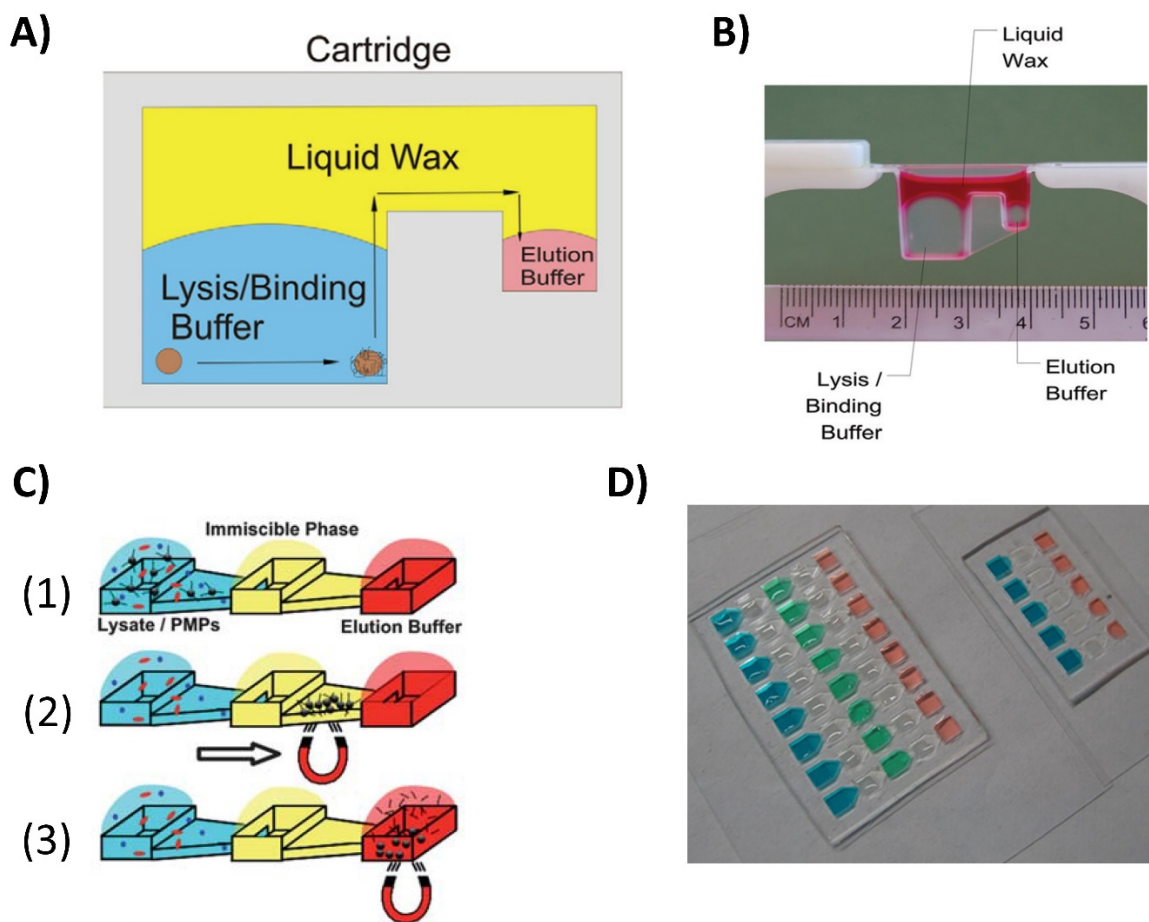 A)
Cartridge
Liquid Wax
Lysis/Binding
Buffer
Elution
Buffer
B)
Liquid
Wax
CM 1 2 3 4 5 6
Lysis /
Binding
Buffer
Elution
Buffer
C)
Immiscible Phase
(1)
Lysate / PMPs
Elution Buffer
(2)
(3)
D)